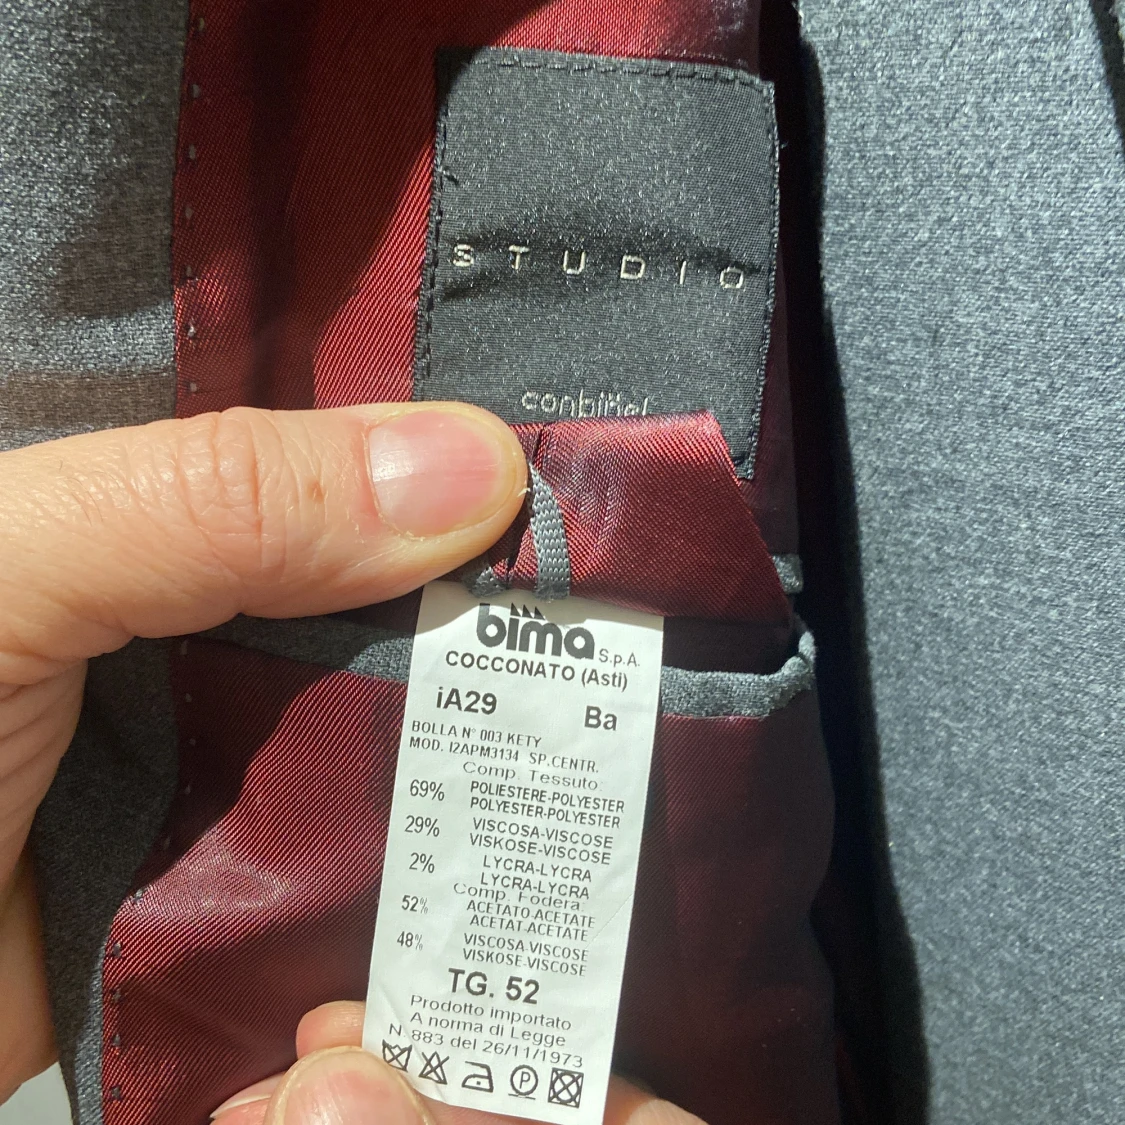 STUDIO
conbipel
bima S.p.A.
COCCONATO (Asti)
iA29 Ba
BOLLA N° 003 KETY
MOD. I2APM3134 SP.CENTR.
Comp. Tessuto:
69% POLIESTERE-POLYESTER
POLYESTER-POLYESTER
29% VISCOSA-VISCOSE
VISKOSE-VISCOSE
2% LYCRA-LYCRA
LYCRA-LYCRA
Comp. Fodera:
52% ACETATO-ACETATE
ACETAT-ACETATE
48% VISCOSA-VISCOSE
VISKOSE-VISCOSE
TG. 52
Prodotto importato
A norma di Legge
N. 883 del 26/11/1973
P